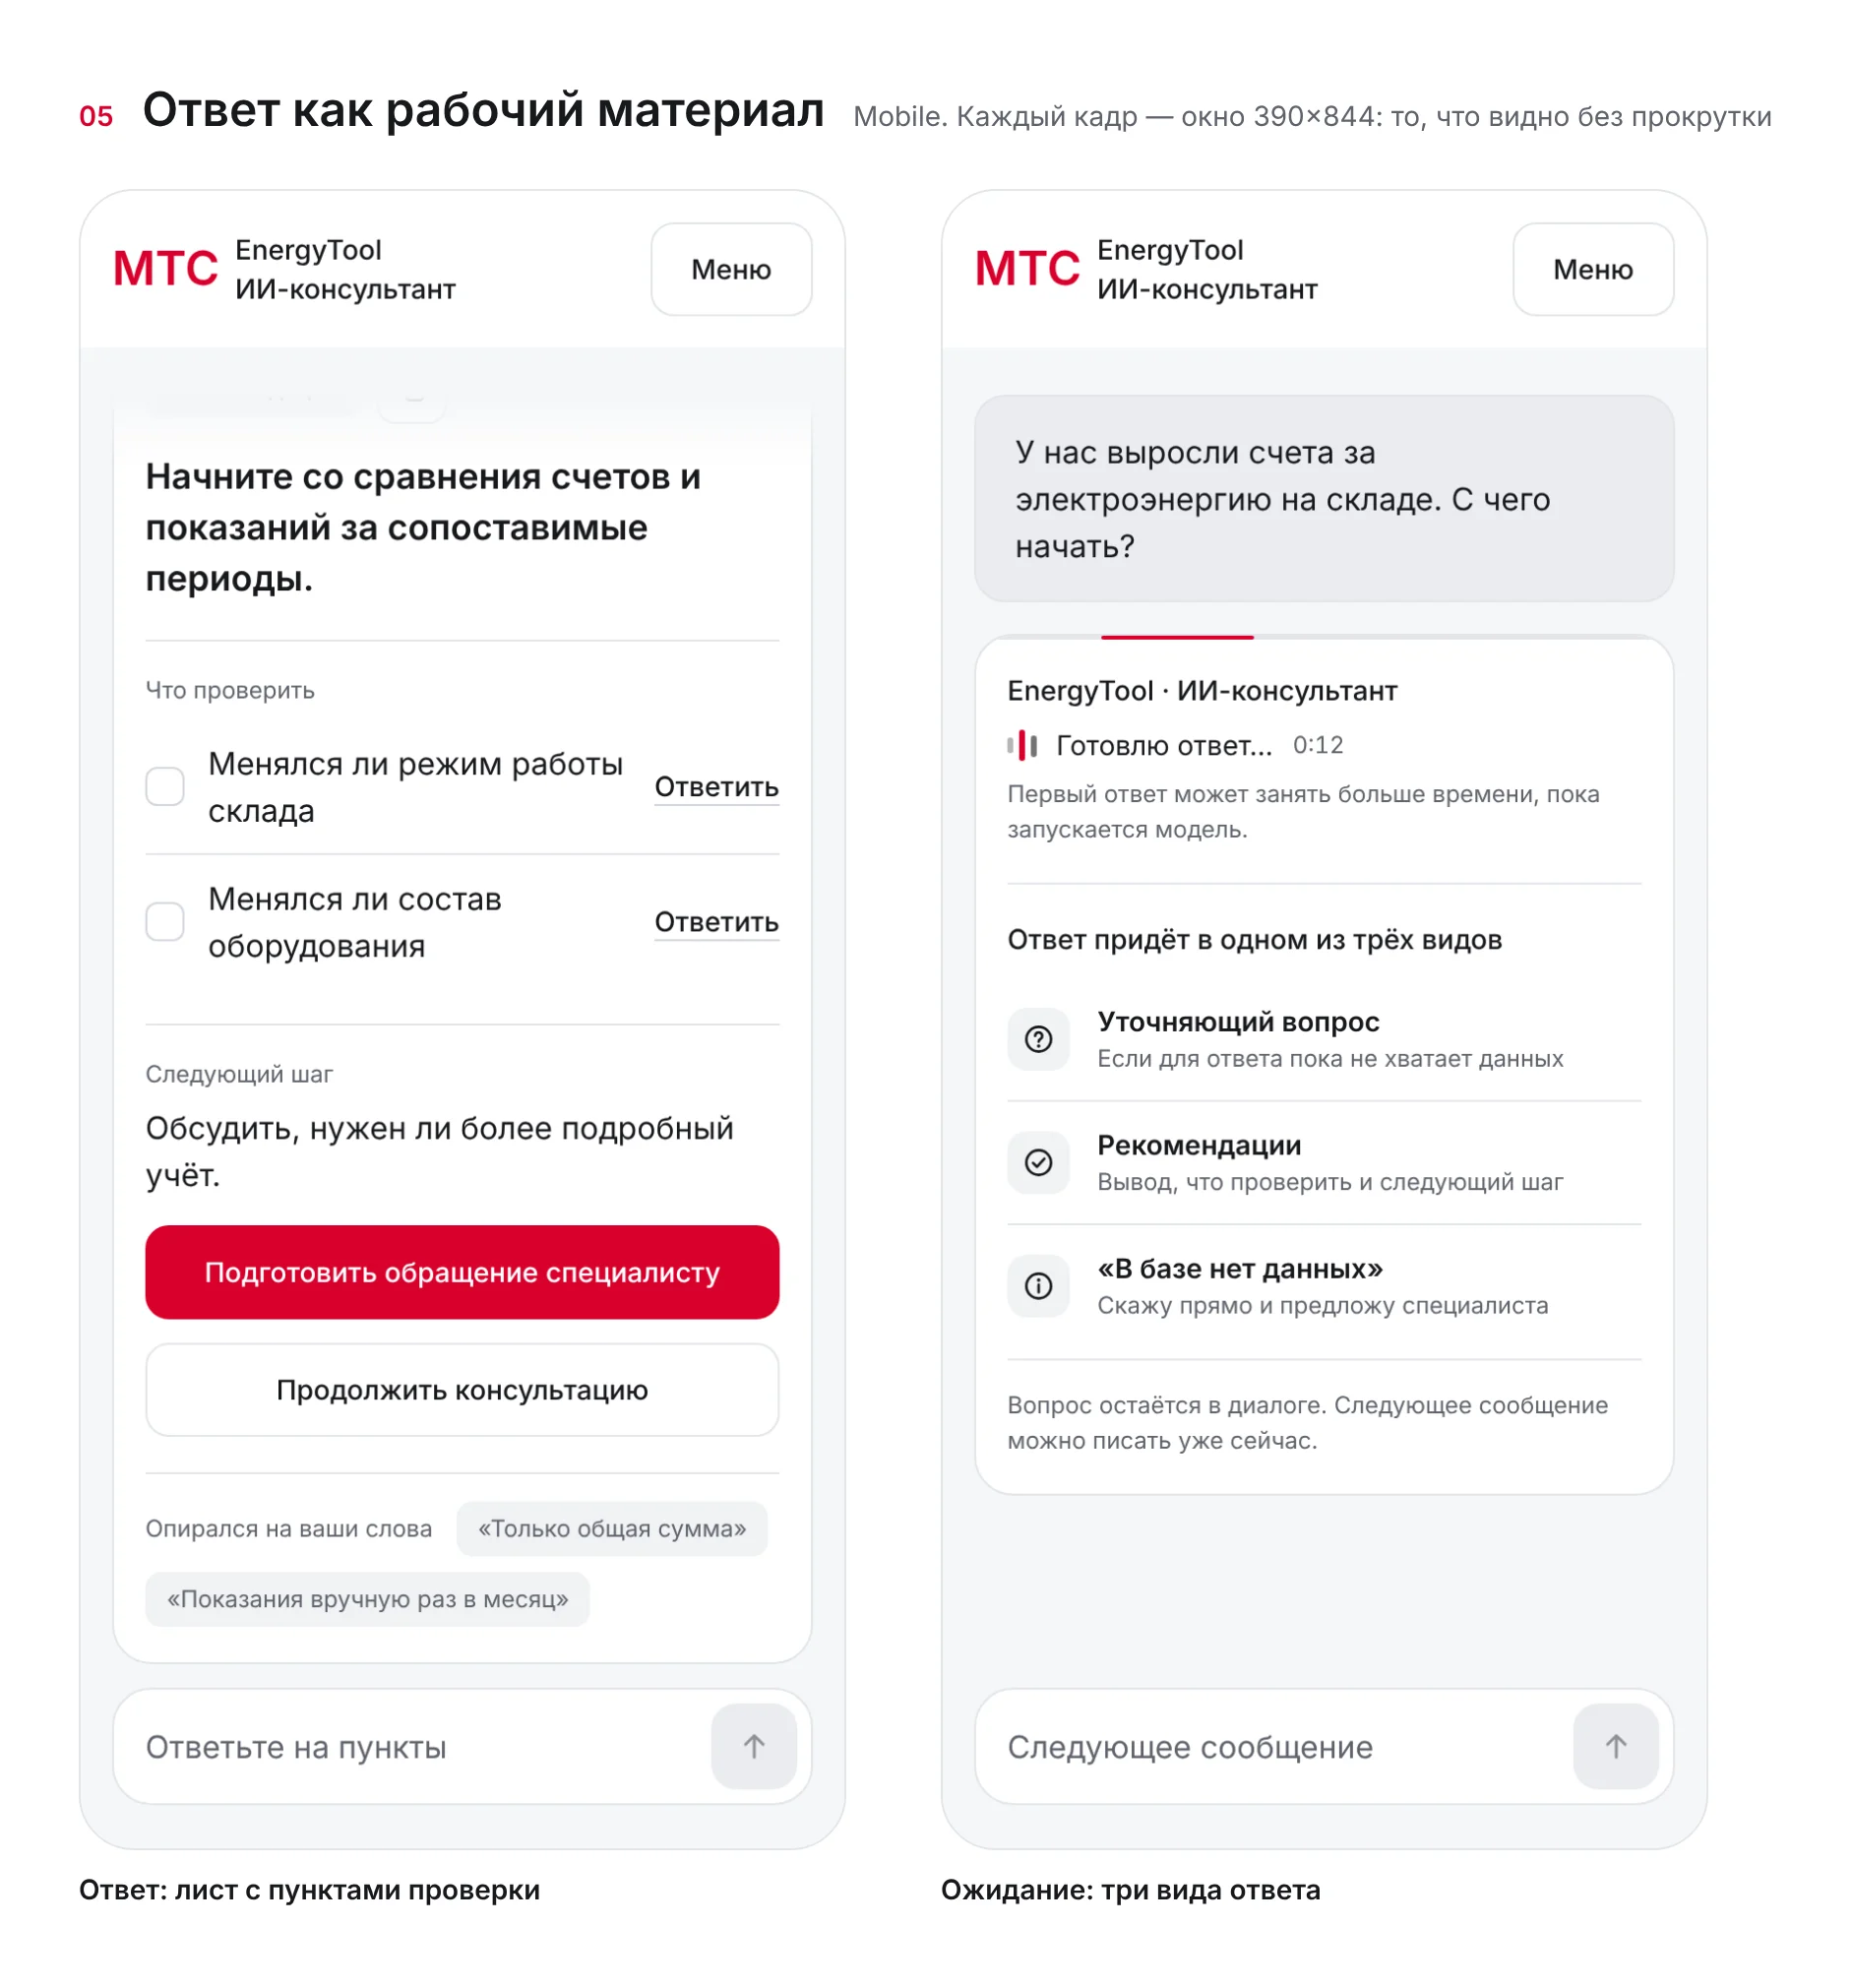 05 Ответ как рабочий материал Mobile. Каждый кадр — окно 390×844: то, что видно без прокрутки
МТС
EnergyTool
ИИ-консультант
Меню
Начните со сравнения счетов и
показаний за сопоставимые
периоды.
Что проверить
Менялся ли режим работы
склада
Ответить
Менялся ли состав
оборудования
Ответить
Следующий шаг
Обсудить, нужен ли более подробный
учёт.
Подготовить обращение специалисту
Продолжить консультацию
Опирался на ваши слова «Только общая сумма»
«Показания вручную раз в месяц»
Ответьте на пункты
Ответ: лист с пунктами проверки
МТС
EnergyTool
ИИ-консультант
Меню
У нас выросли счета за
электроэнергию на складе. С чего
начать?
EnergyTool · ИИ-консультант
Готовлю ответ... 0:12
Первый ответ может занять больше времени, пока
запускается модель.
Ответ придёт в одном из трёх видов
Уточняющий вопрос
Если для ответа пока не хватает данных
Рекомендации
Вывод, что проверить и следующий шаг
«В базе нет данных»
Скажу прямо и предложу специалиста
Вопрос остаётся в диалоге. Следующее сообщение
можно писать уже сейчас.
Следующее сообщение
Ожидание: три вида ответа